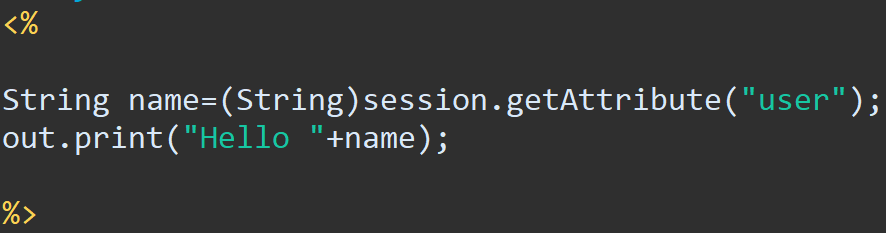 <%
String name=(String)session.getAttribute("user");
out.print("Hello "+name);
%>